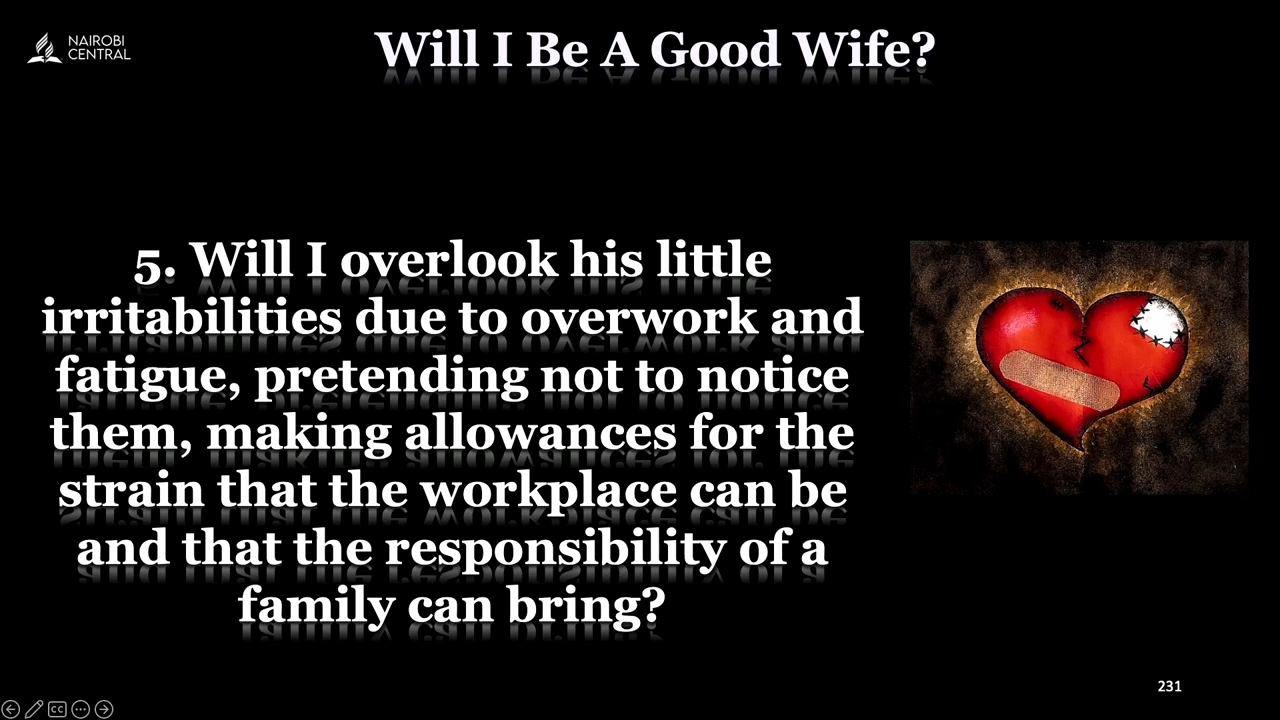 NAIROBI
CENTRAL
Will I Be A Good Wife?
5. Will I overlook his little
irritabilities due to overwork and
fatigue, pretending not to notice
them, making allowances for the
strain that the workplace can be
and that the responsibility of a
family can bring?
231
CC